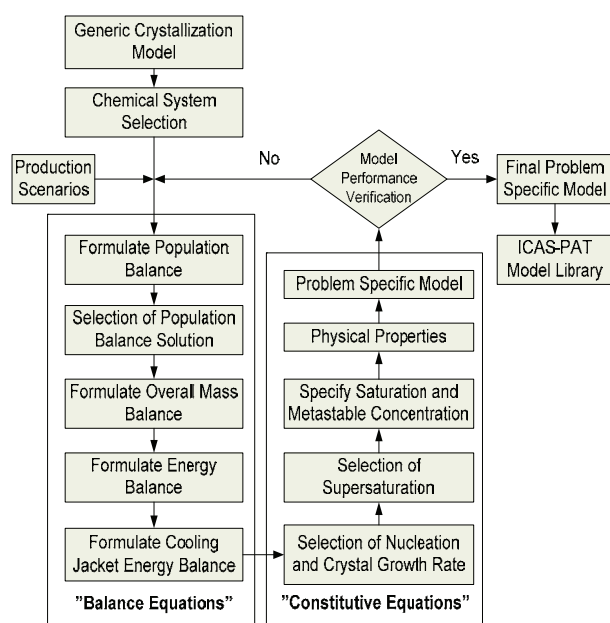 Generic Crystallization
Model
Chemical System
Selection
Production
Scenarios
No
Model
Performance
Verification
Yes
Final Problem
Specific Model
ICAS-PAT
Model Library
Formulate Population
Balance
Selection of Population
Balance Solution
Formulate Overall Mass
Balance
Formulate Energy
Balance
Formulate Cooling
Jacket Energy Balance
"Balance Equations"
Problem Specific Model
Physical Properties
Specify Saturation and
Metastable Concentration
Selection of
Supersaturation
Selection of Nucleation
and Crystal Growth Rate
"Constitutive Equations"